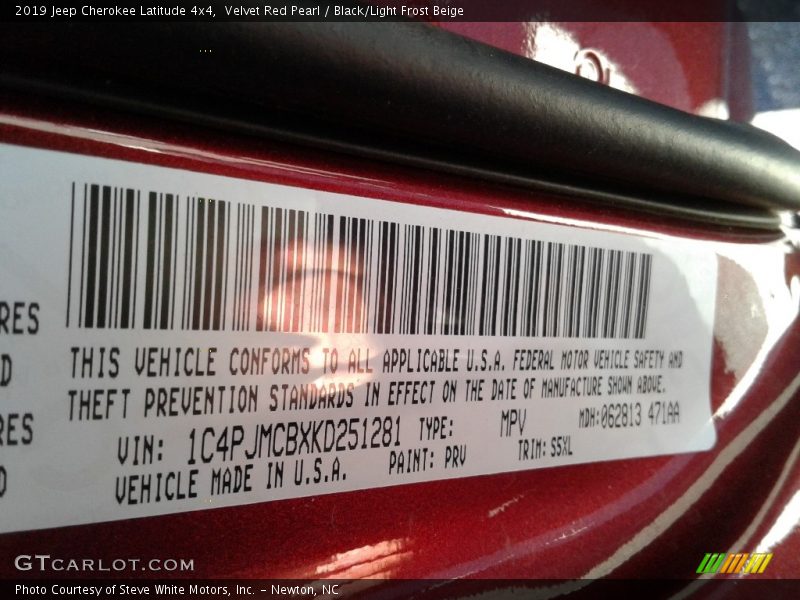 2019 Jeep Cherokee Latitude 4x4,  Velvet Red Pearl / Black/Light Frost Beige
RES
D
RES
D
THIS VEHICLE CONFORMS TO ALL APPLICABLE U.S.A. FEDERAL MOTOR VEHICLE SAFETY AND
THEFT PREVENTION STANDARDS IN EFFECT ON THE DATE OF MANUFACTURE SHOWN ABOVE.
VIN: 1C4PJMCBXKD251281 TYPE: MPV MDH:062813 471AA
VEHICLE MADE IN U.S.A. PAINT: PRV TRIM: S5XL
GTCARLOT.COM
Photo Courtesy of Steve White Motors, Inc. – Newton, NC